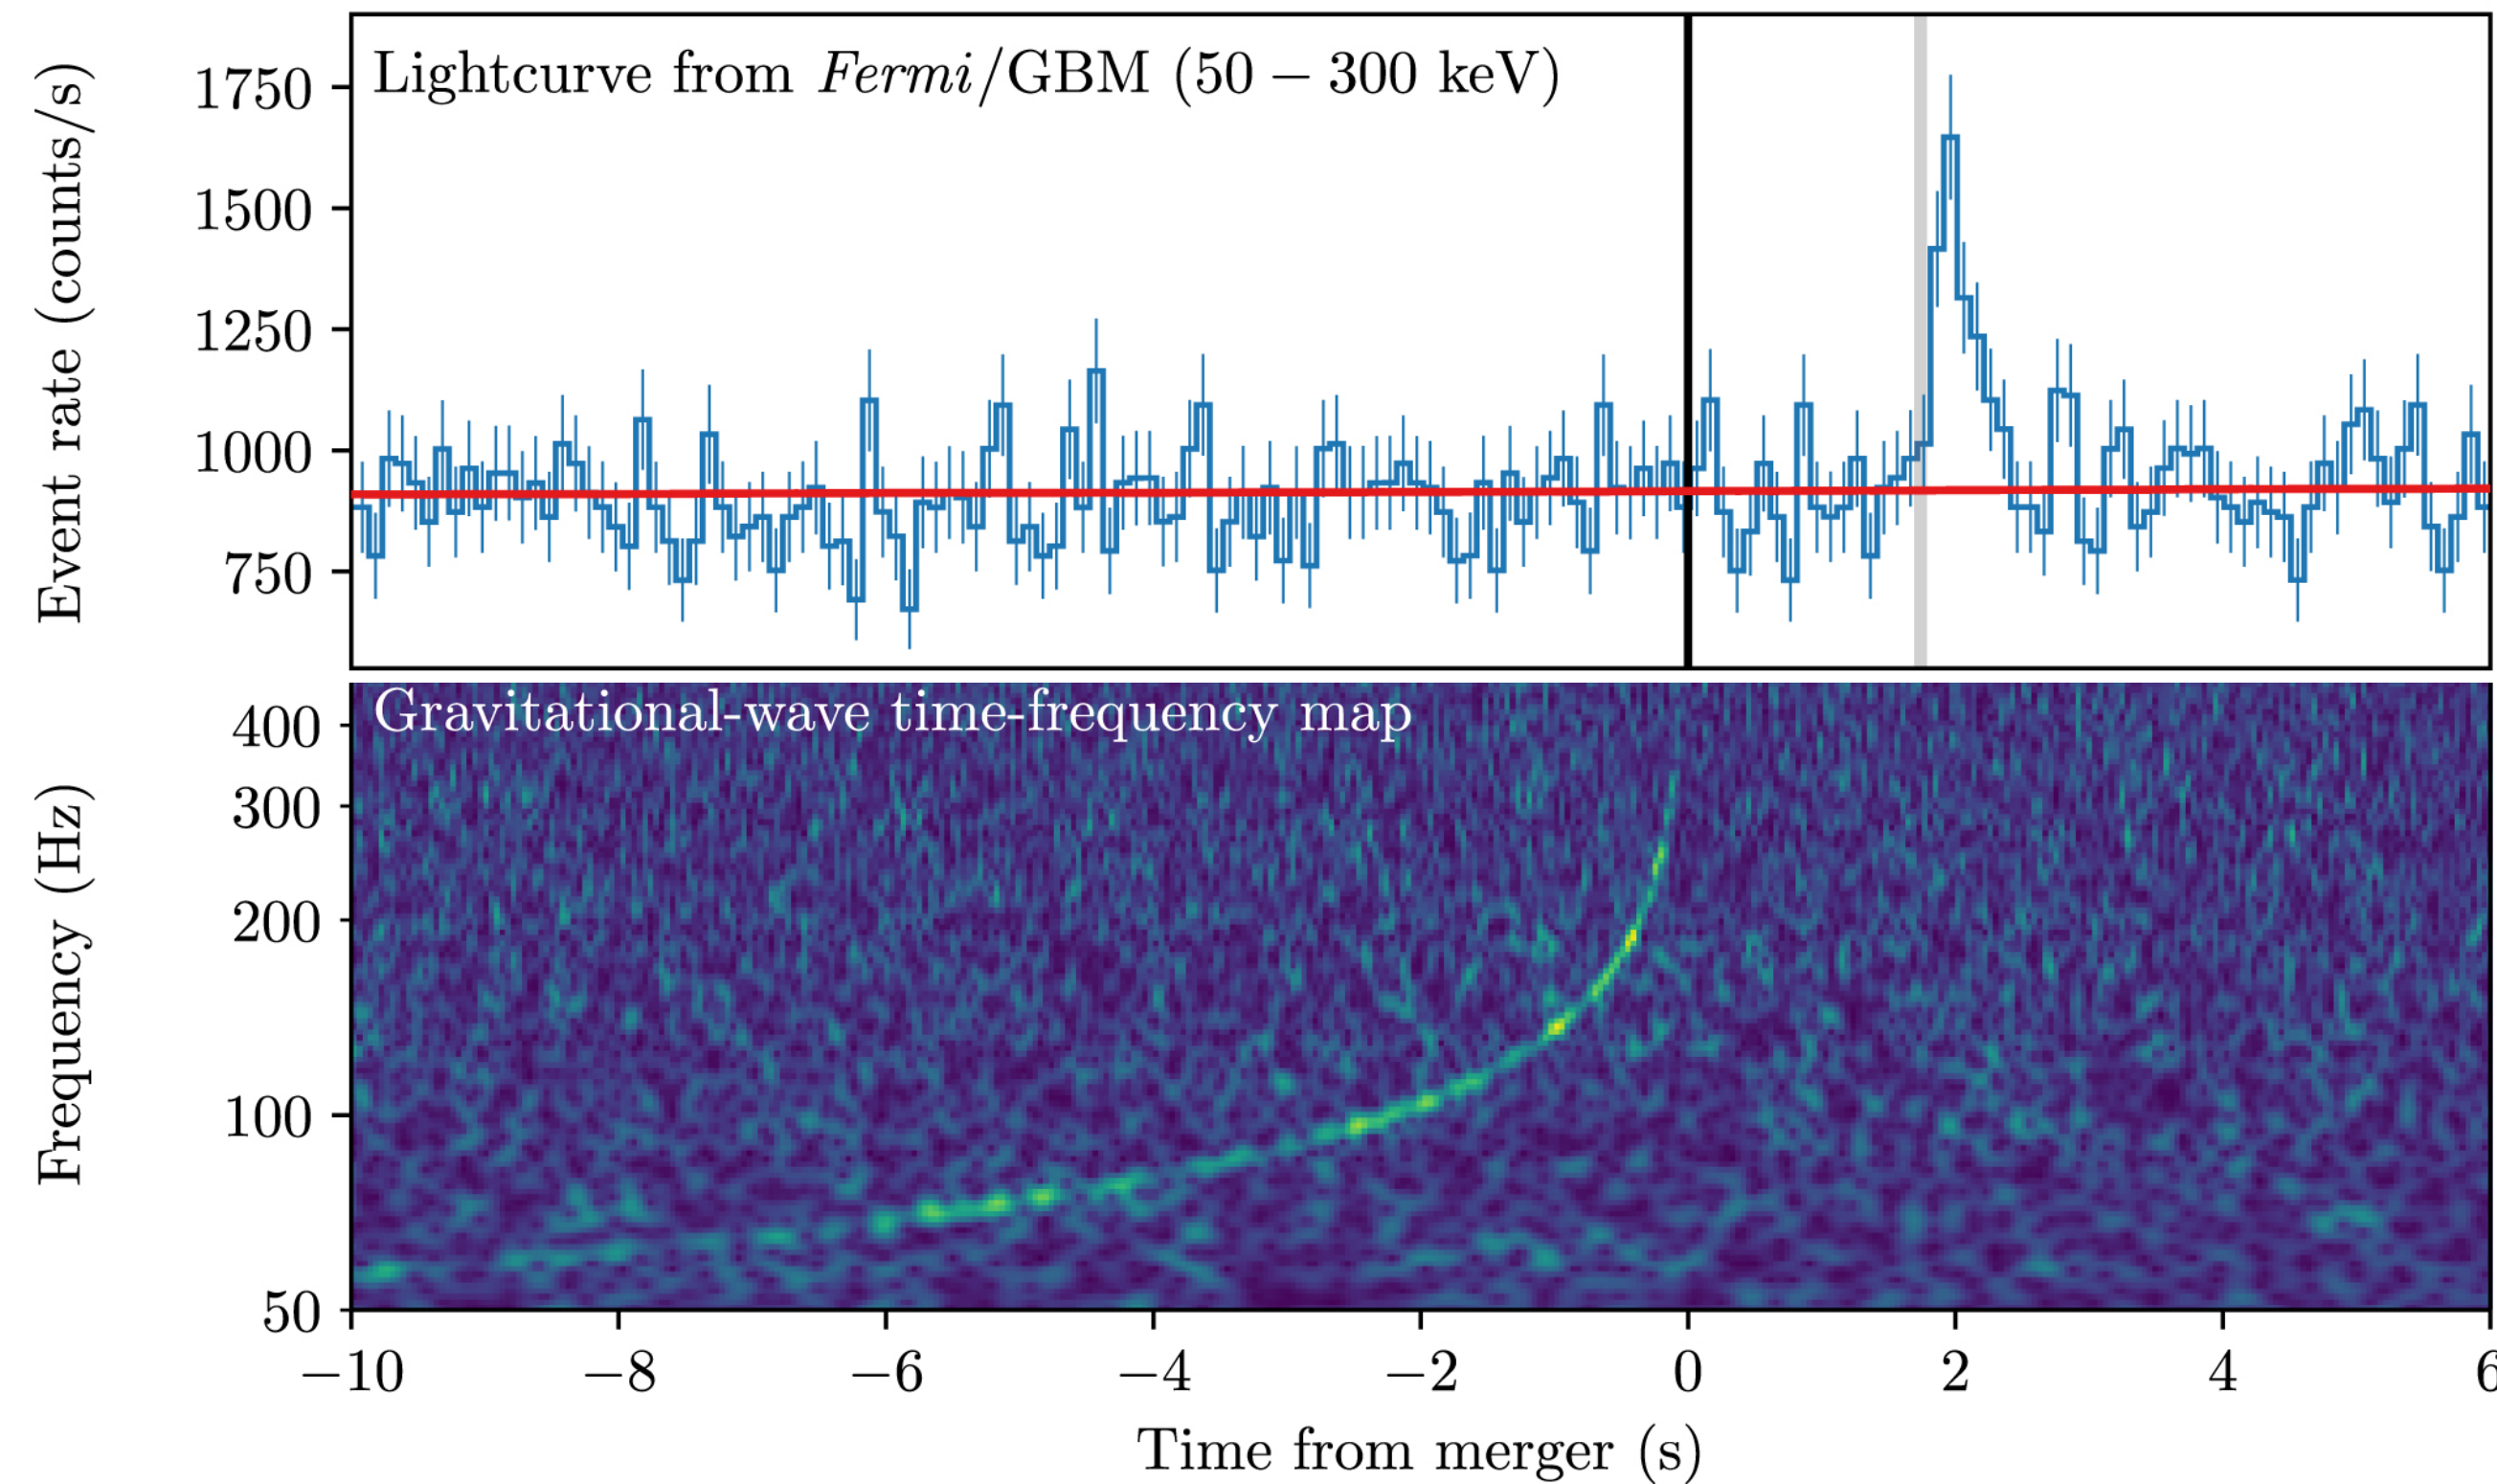 Lightcurve from Fermi/GBM (50 − 300 keV)
Event rate (counts/s)
1750
1500
1250
1000
750
Gravitational-wave time-frequency map
Frequency (Hz)
400
300
200
100
50
−10 −8 −6 −4 −2 0 2 4 6
Time from merger (s)